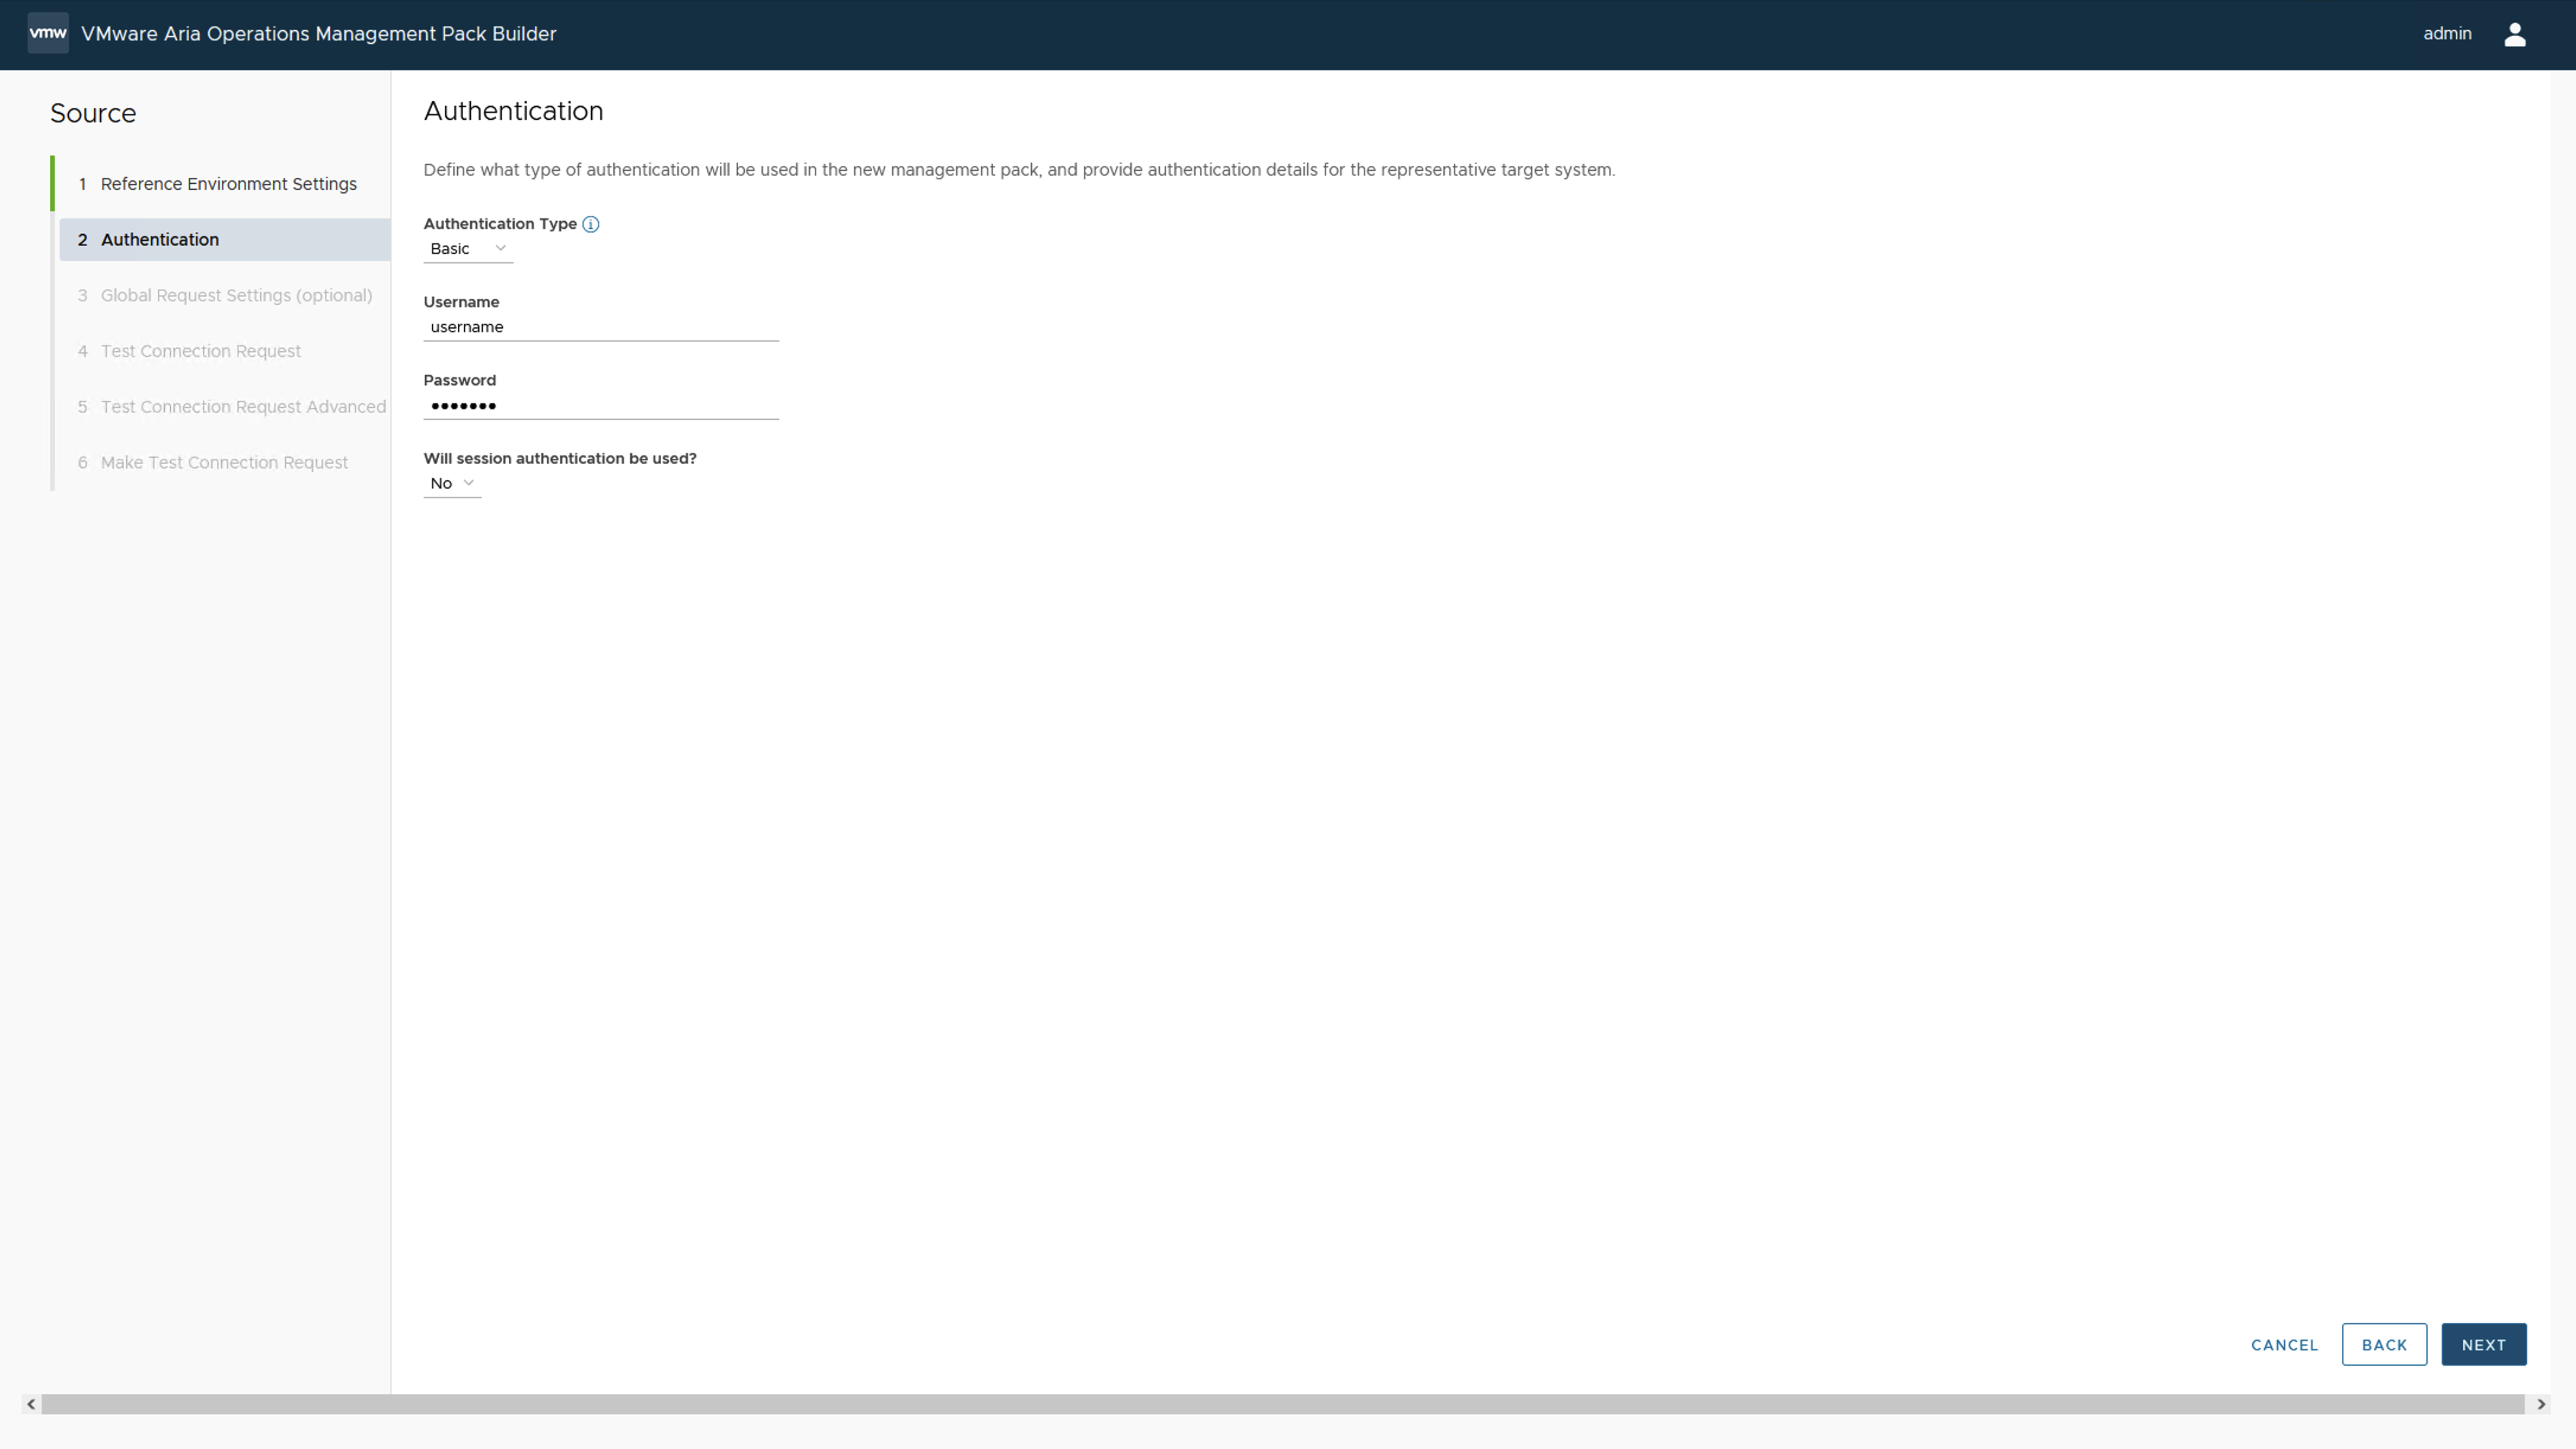 vmw VMware Aria Operations Management Pack Builder
admin
Source
1 Reference Environment Settings
2 Authentication
3 Global Request Settings (optional)
4 Test Connection Request
5 Test Connection Request Advanced
6 Make Test Connection Request
Authentication
Define what type of authentication will be used in the new management pack, and provide authentication details for the representative target system.
Authentication Type
Basic
Username
username
Password
•••••••
Will session authentication be used?
No
CANCEL
BACK
NEXT